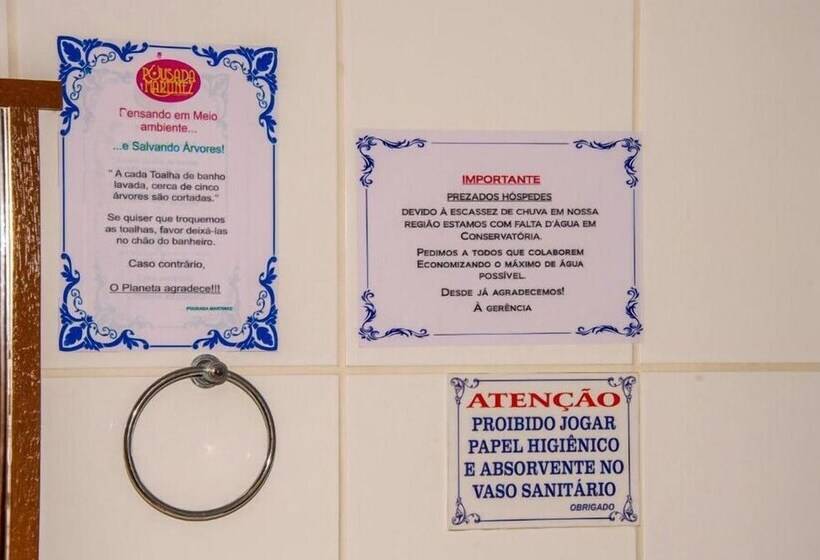 POUSADA
MARTINEZ
Pensando em Meio
ambiente...
...e Salvando Árvores!
" A cada Toalha de banho
lavada, cerca de cinco
árvores são cortadas."
Se quiser que troquemos
as toalhas, favor deixá-las
no chão do banheiro.
Caso contrário,
O Planeta agradece!!!
POUSADA MARTINEZ
IMPORTANTE
PREZADOS HÓSPEDES
DEVIDO À ESCASSEZ DE CHUVA EM NOSSA
REGIÃO ESTAMOS COM FALTA D'ÁGUA EM
CONSERVATÓRIA.
PEDIMOS A TODOS QUE COLABOREM
ECONOMIZANDO O MÁXIMO DE ÁGUA
POSSÍVEL.
DESDE JÁ AGRADECEMOS!
À GERÊNCIA
ATENÇÃO
PROIBIDO JOGAR
PAPEL HIGIÊNICO
E ABSORVENTE NO
VASO SANITÁRIO
OBRIGADO